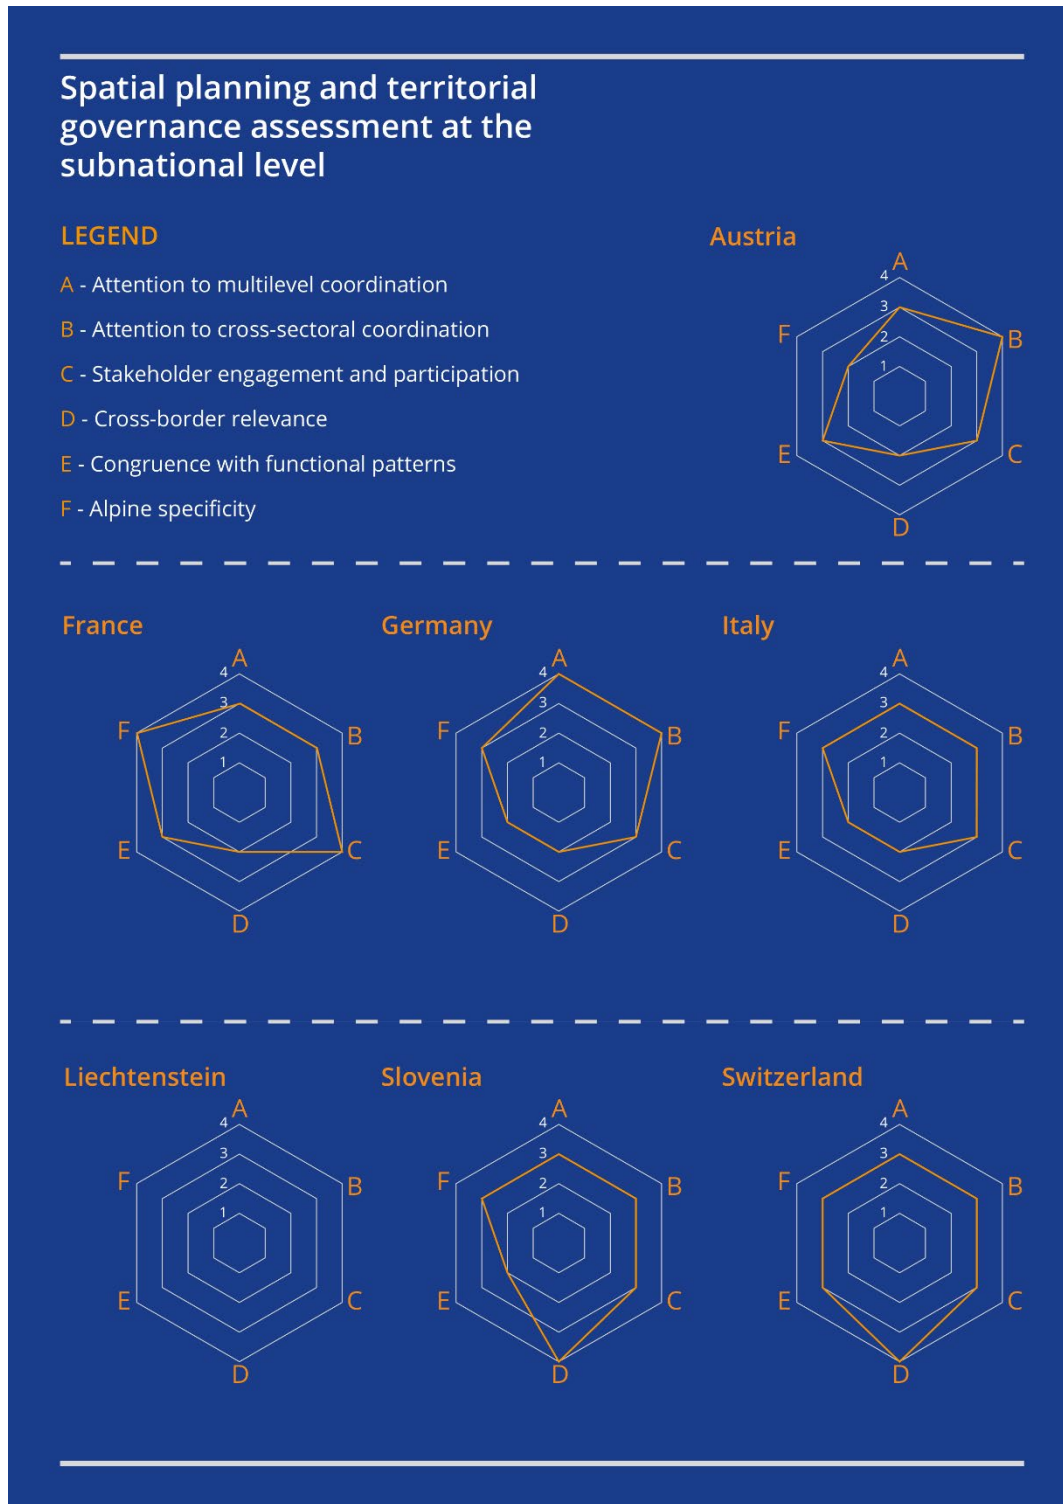 Spatial planning and territorial
governance assessment at the
subnational level
LEGEND
A - Attention to multilevel coordination
B - Attention to cross-sectoral coordination
C - Stakeholder engagement and participation
D - Cross-border relevance
E - Congruence with functional patterns
F - Alpine specificity
Austria
A
4
3
F
B
2
1
E
C
D
France
A
4
3
F
B
2
1
E
C
D
Germany
A
4
3
F
B
2
1
E
C
D
Italy
A
4
3
F
B
2
1
E
C
D
Liechtenstein
A
4
3
F
B
2
1
E
C
D
Slovenia
A
4
3
F
B
2
1
E
C
D
Switzerland
A
4
3
F
B
2
1
E
C
D